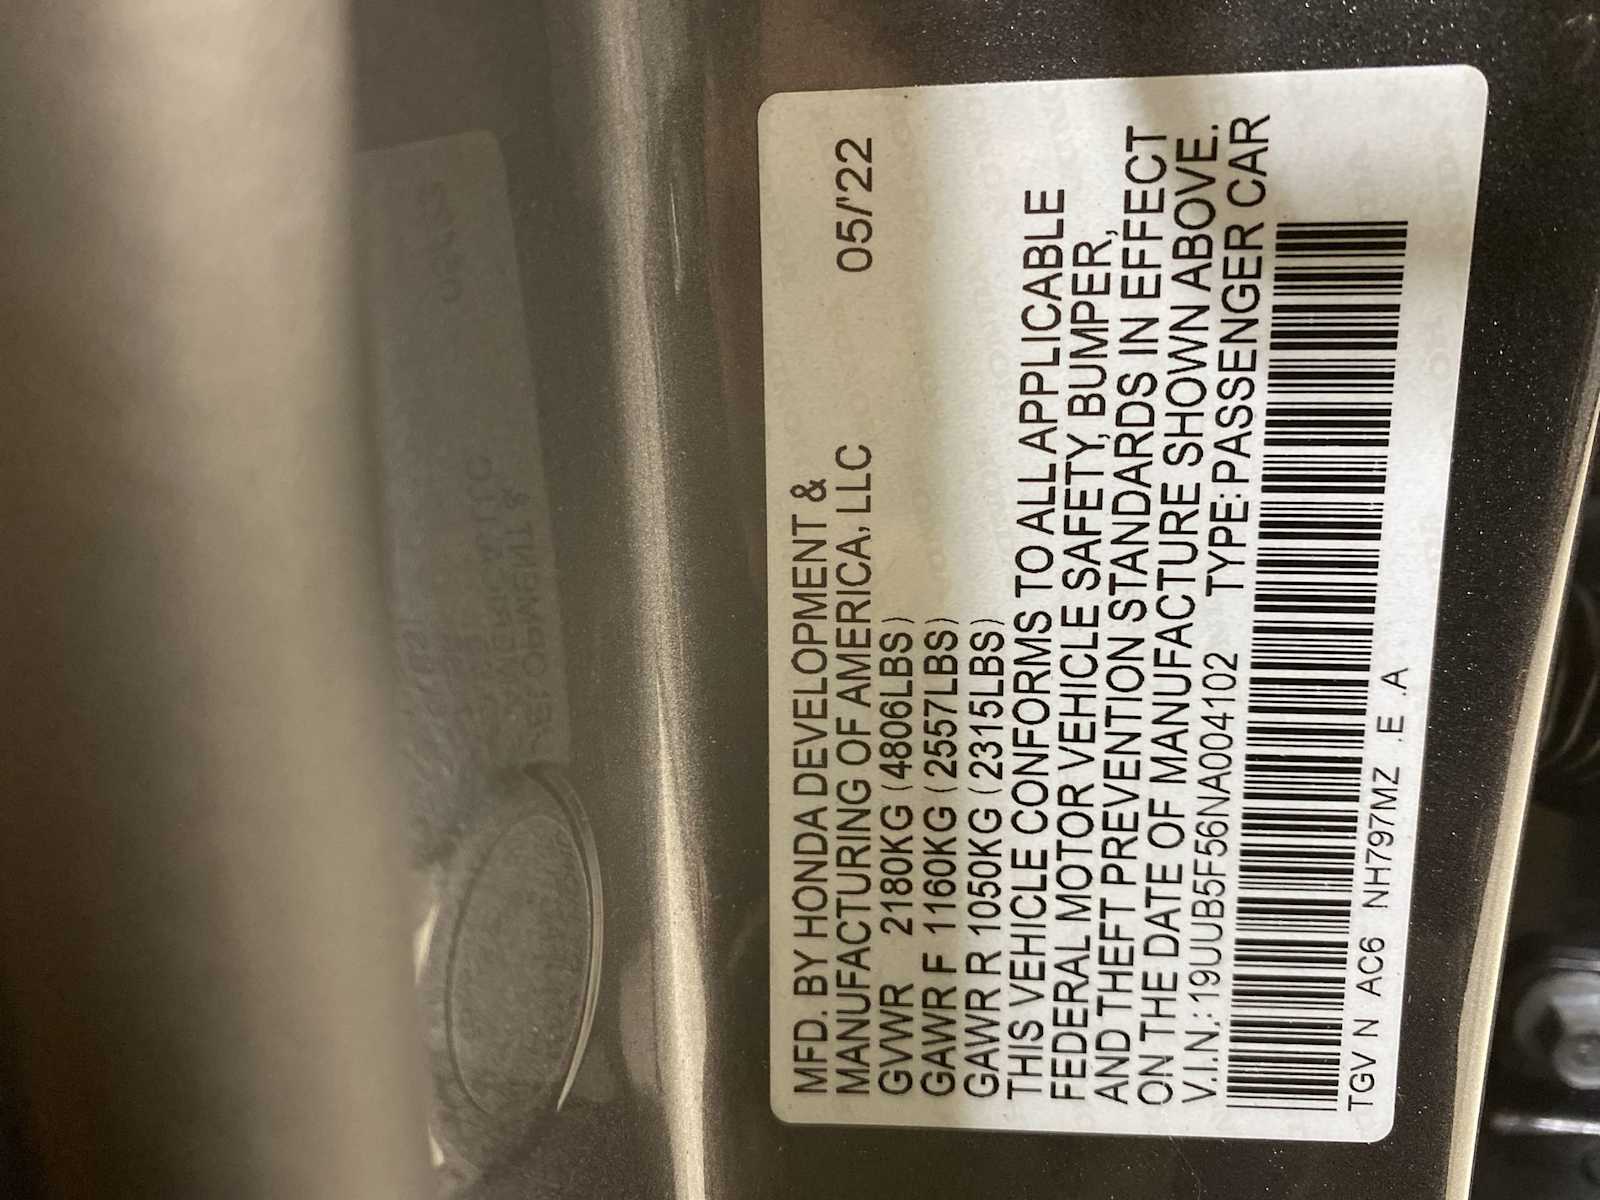 MFD. BY HONDA DEVELOPMENT &
MANUFACTURING OF AMERICA, LLC 05/'22
GVWR 2180KG (4806LBS)
GAWR F 1160KG (2557LBS)
GAWR R 1050KG (2315LBS)
THIS VEHICLE CONFORMS TO ALL APPLICABLE
FEDERAL MOTOR VEHICLE SAFETY, BUMPER,
AND THEFT PREVENTION STANDARDS IN EFFECT
ON THE DATE OF MANUFACTURE SHOWN ABOVE.
V.I.N.: 19UUB5F56NA004102 TYPE:PASSENGER CAR
TGV N AC6 NH797MZ .E .A